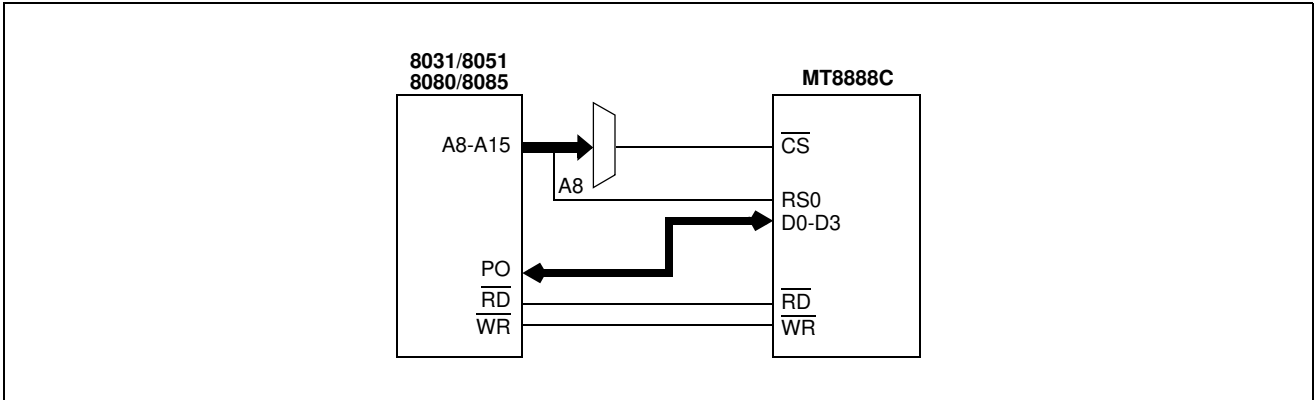 8031/8051
8080/8085
MT8888C
A8-A15
CS
A8
RS0
D0-D3
PO
RD
RD
WR
WR